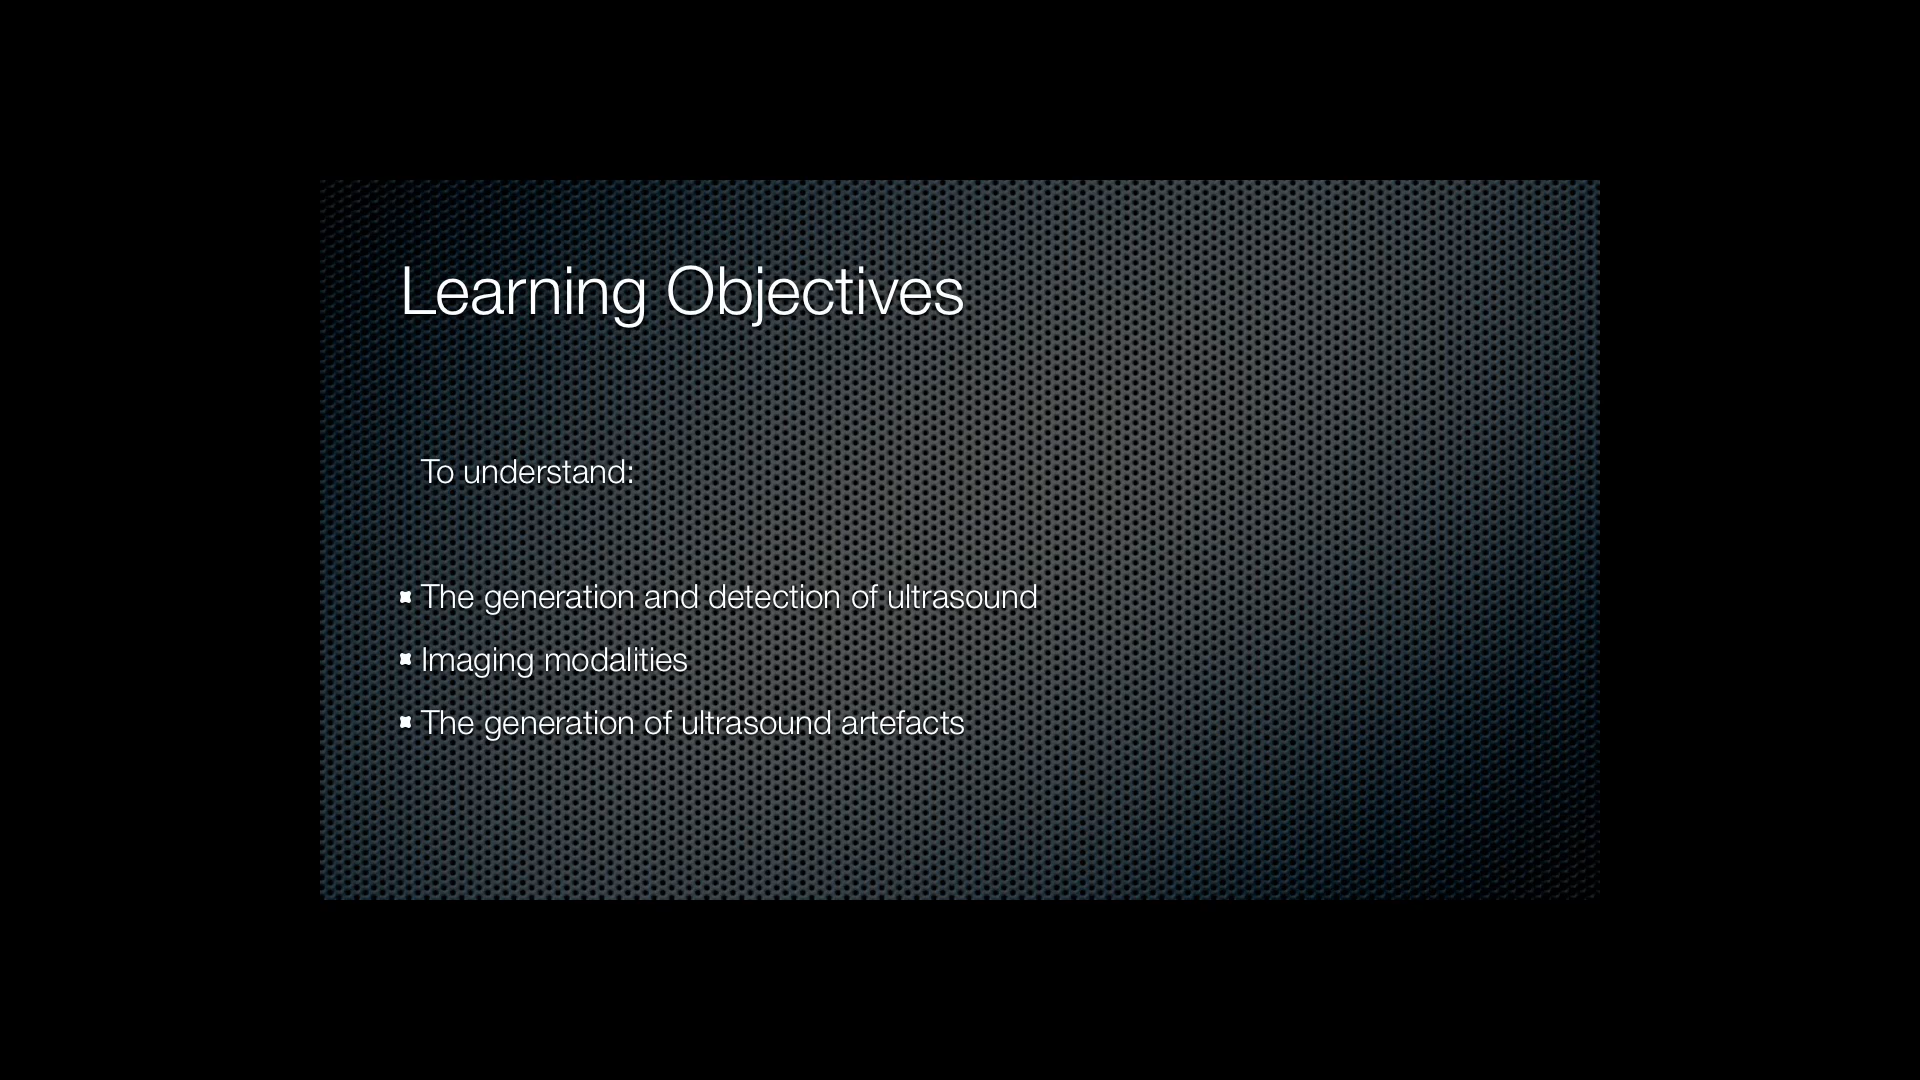 Learning Objectives
To understand:
The generation and detection of ultrasound
Imaging modalities
The generation of ultrasound artefacts